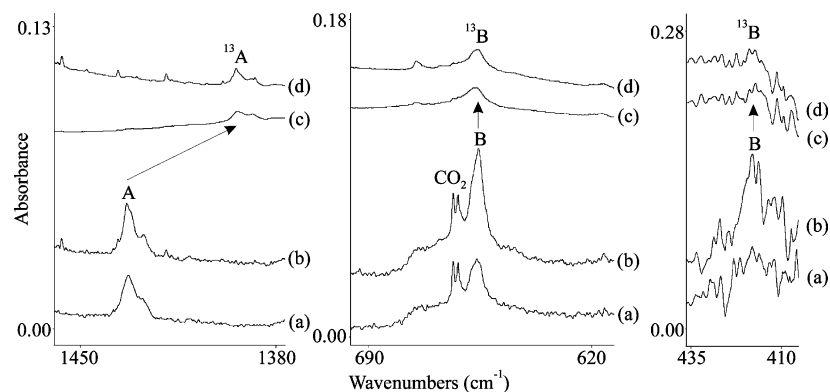 0.13
¹³A
(d)
(c)
A
(b)
(a)
0.00
1450 1380
Absorbance
0.18
¹³B
(d)
(c)
B
CO₂
(b)
(a)
0.00
690 620
Wavenumbers (cm⁻¹)
0.28
¹³B
(d)
(c)
B
(b)
(a)
0.00
435 410